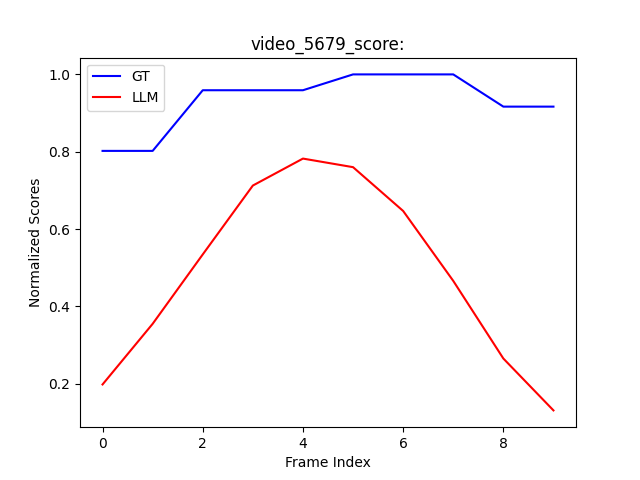 video_5679_score:
GT
LLM
Normalized Scores
1.0
0.8
0.6
0.4
0.2
0 2 4 6 8
Frame Index